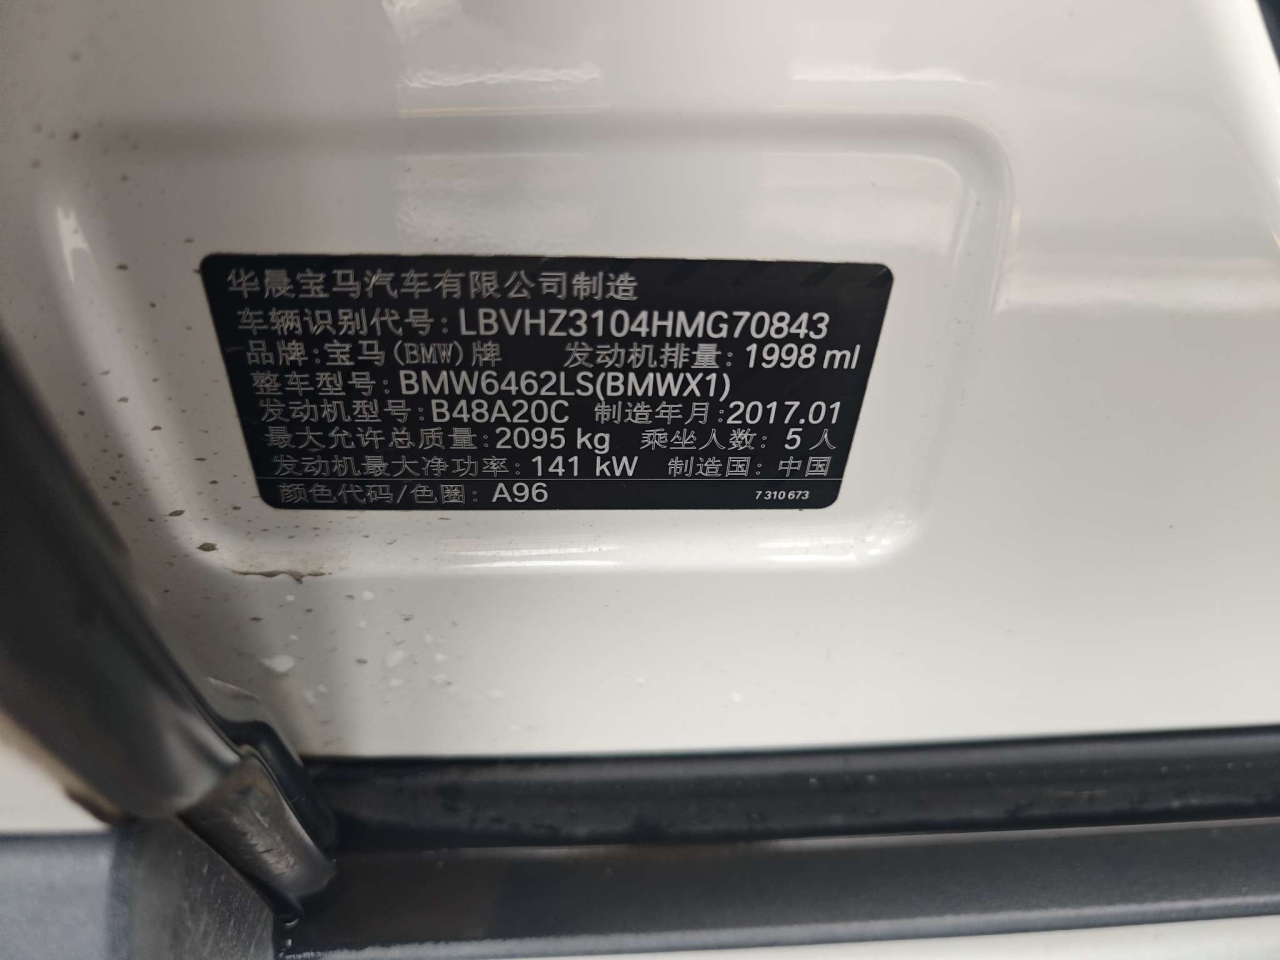 华晨宝马汽车有限公司制造
车辆识别代号: LBVHZ3104HMG70843
品牌: 宝马(BMW)牌 发动机排量: 1998 ml
整车型号: BMW6462LS(BMWX1)
发动机型号: B48A20C 制造年月: 2017.01
最大允许总质量: 2095 kg 乘坐人数: 5 人
发动机最大净功率: 141 kW 制造国: 中国
颜色代码/色圈: A96 7 310 673